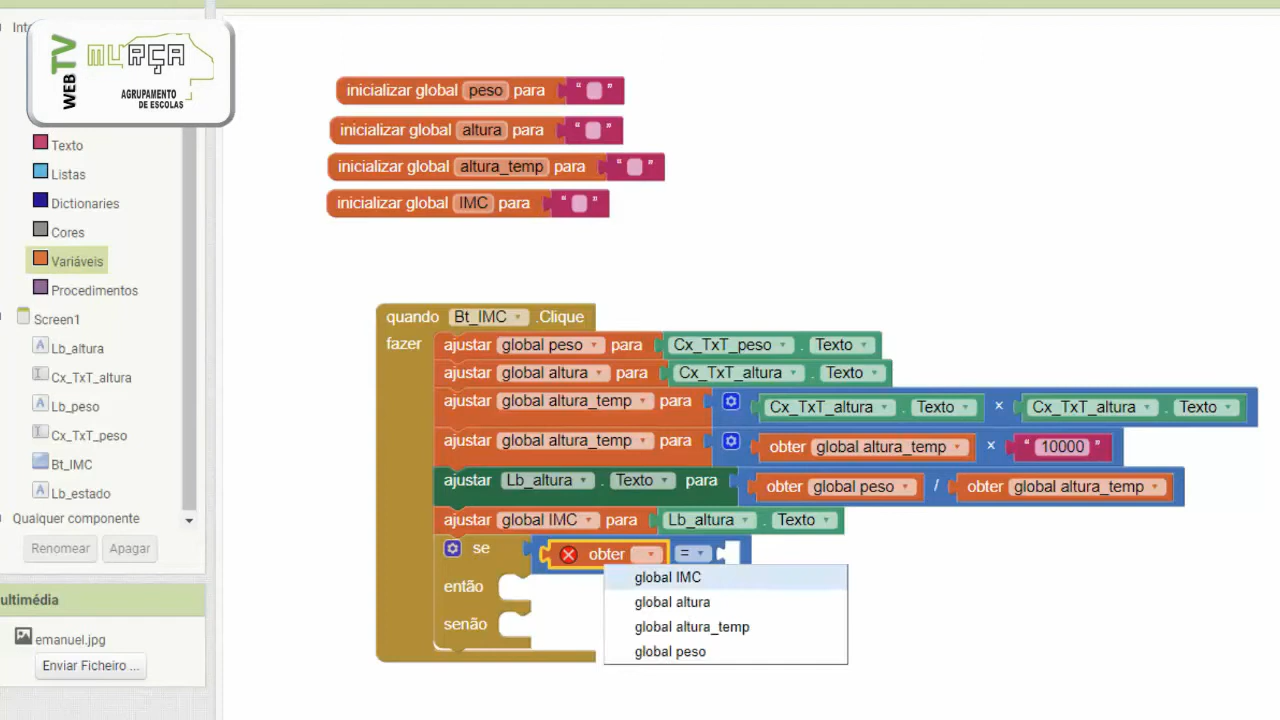 Inte
WEB TV
MURÇA
AGRUPAMENTO
DE ESCOLAS
Texto
Listas
Dictionaries
Cores
Variáveis
Procedimentos
Screen1
Lb_altura
Cx_TxT_altura
Lb_peso
Cx_TxT_peso
Bt_IMC
Lb_estado
Qualquer componente
Renomear Apagar
ultimédia
emanuel.jpg
Enviar Ficheiro ...
inicializar global peso para “ ”
inicializar global altura para “ ”
inicializar global altura_temp para “ ”
inicializar global IMC para “ ”
quando Bt_IMC .Clique
fazer ajustar global peso para Cx_TxT_peso . Texto
ajustar global altura para Cx_TxT_altura . Texto
ajustar global altura_temp para Cx_TxT_altura . Texto × Cx_TxT_altura . Texto
ajustar global altura_temp para obter global altura_temp × “ 10000 ”
ajustar Lb_altura . Texto para obter global peso / obter global altura_temp
ajustar global IMC para Lb_altura . Texto
se obter =
então
senão
global IMC
global altura
global altura_temp
global peso